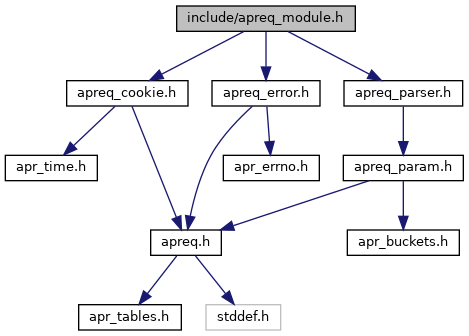 include/apreq_module.h
apreq_cookie.h
apreq_error.h
apreq_parser.h
apr_time.h
apr_errno.h
apreq_param.h
apreq.h
apr_buckets.h
apr_tables.h
stddef.h